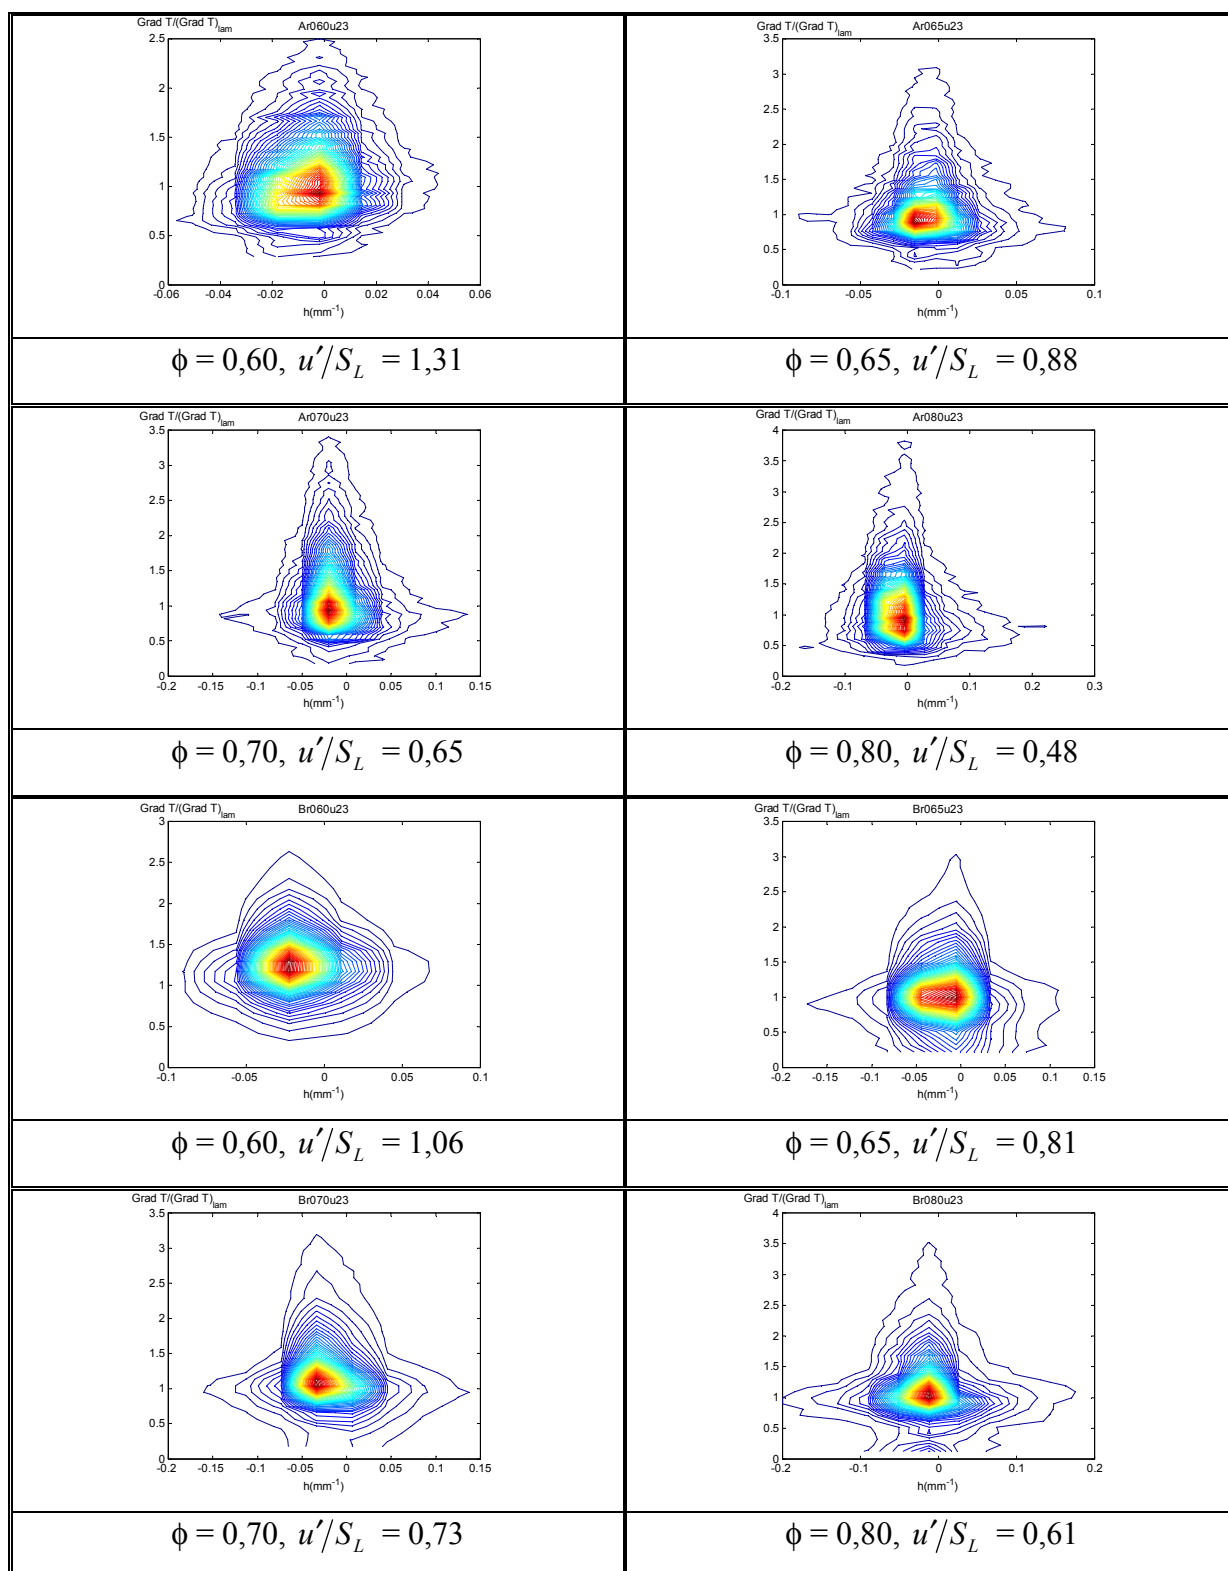 Grad T/(Grad T)lam Ar060u23
2.5
2
1.5
1
0.5
0
-0.06 -0.04 -0.02 0 0.02 0.04 0.06
h(mm-1)
ϕ = 0,60, u′/SL = 1,31
Grad T/(Grad T)lam Ar065u23
3.5
3
2.5
2
1.5
1
0.5
0
-0.1 -0.05 0 0.05 0.1
h(mm-1)
ϕ = 0,65, u′/SL = 0,88
Grad T/(Grad T)lam Ar070u23
3.5
3
2.5
2
1.5
1
0.5
0
-0.2 -0.15 -0.1 -0.05 0 0.05 0.1 0.15
h(mm-1)
ϕ = 0,70, u′/SL = 0,65
Grad T/(Grad T)lam Ar080u23
4
3.5
3
2.5
2
1.5
1
0.5
0
-0.2 -0.1 0 0.1 0.2 0.3
h(mm-1)
ϕ = 0,80, u′/SL = 0,48
Grad T/(Grad T)lam Br060u23
3
2.5
2
1.5
1
0.5
0
-0.1 -0.05 0 0.05 0.1
h(mm-1)
ϕ = 0,60, u′/SL = 1,06
Grad T/(Grad T)lam Br065u23
3.5
3
2.5
2
1.5
1
0.5
0
-0.2 -0.15 -0.1 -0.05 0 0.05 0.1 0.15
h(mm-1)
ϕ = 0,65, u′/SL = 0,81
Grad T/(Grad T)lam Br070u23
3.5
3
2.5
2
1.5
1
0.5
0
-0.2 -0.15 -0.1 -0.05 0 0.05 0.1 0.15
h(mm-1)
ϕ = 0,70, u′/SL = 0,73
Grad T/(Grad T)lam Br080u23
4
3.5
3
2.5
2
1.5
1
0.5
0
-0.2 -0.1 0 0.1 0.2
h(mm-1)
ϕ = 0,80, u′/SL = 0,61